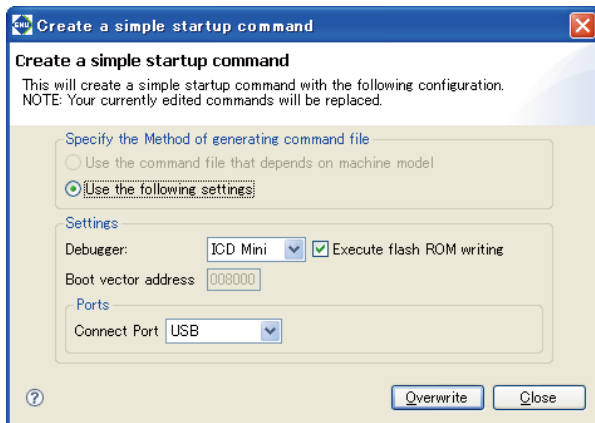 GNU Create a simple startup command
Create a simple startup command
This will create a simple startup command with the following configuration.
NOTE: Your currently edited commands will be replaced.
Specify the Method of generating command file
Use the command file that depends on machine model
Use the following settings
Settings
Debugger: ICD Mini Execute flash ROM writing
Boot vector address 008000
Ports
Connect Port USB
? Overwrite Close